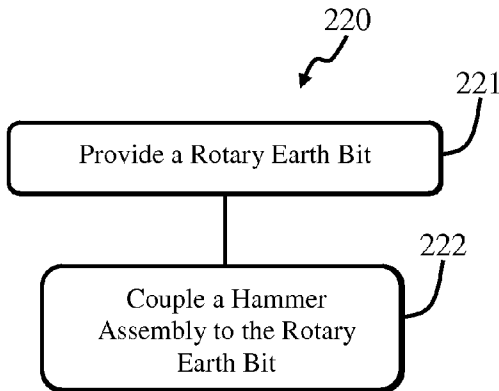 220
221
Provide a Rotary Earth Bit
222
Couple a Hammer
Assembly to the Rotary
Earth Bit